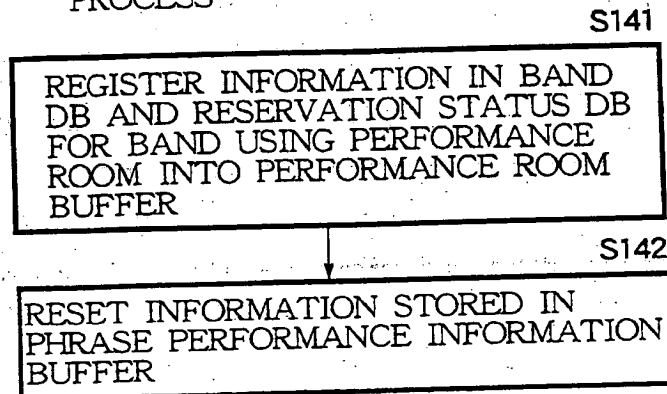 PROCESS
S141
REGISTER INFORMATION IN BAND
DB AND RESERVATION STATUS DB
FOR BAND USING PERFORMANCE
ROOM INTO PERFORMANCE ROOM
BUFFER
S142
RESET INFORMATION STORED IN
PHRASE PERFORMANCE INFORMATION
BUFFER